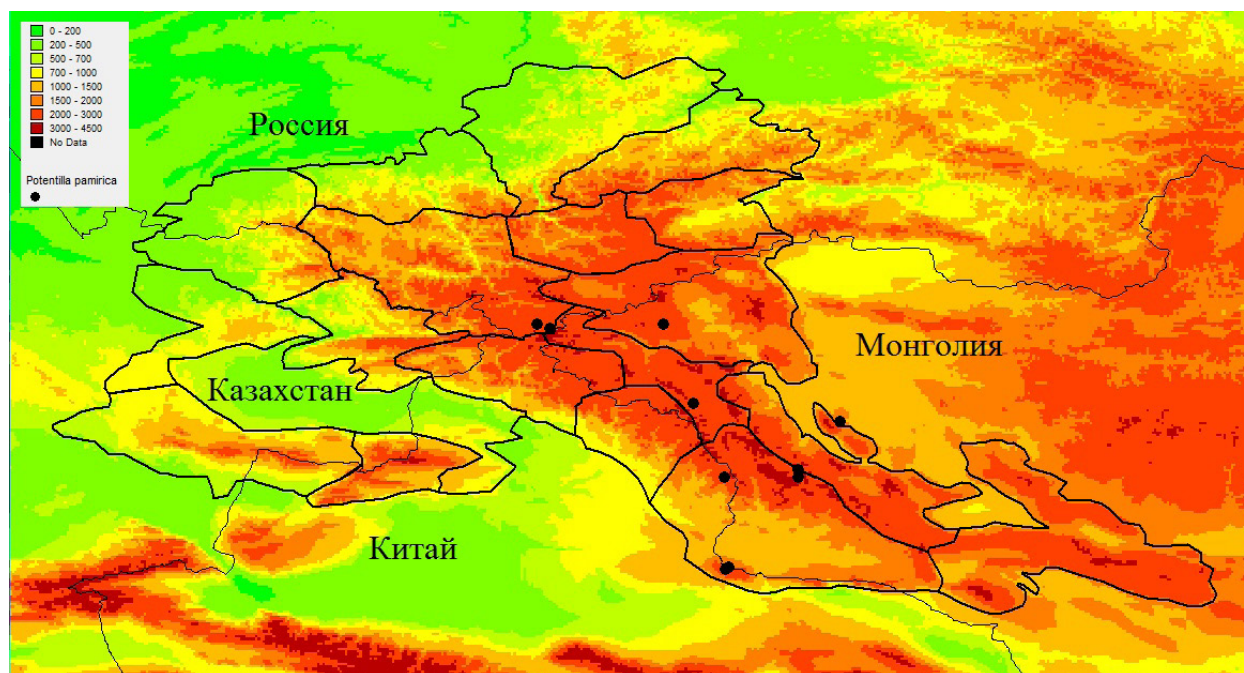 0 - 200
200 - 500
500 - 700
700 - 1000
1000 - 1500
1500 - 2000
2000 - 3000
3000 - 4500
No Data
Potentilla pamirica
Россия
Монголия
Казахстан
Китай